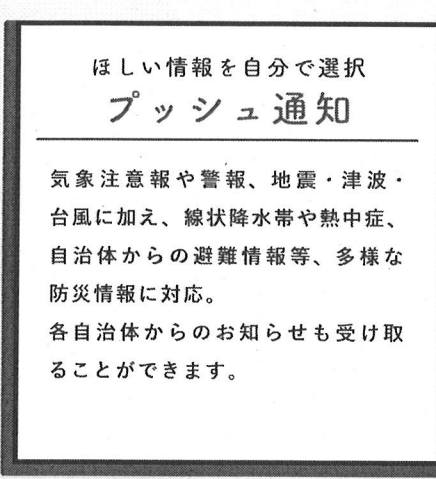 ほしい情報を自分で選択
プッシュ通知
気象注意報や警報、地震・津波・
台風に加え、線状降水帯や熱中症、
自治体からの避難情報等、多様な
防災情報に対応。
各自治体からのお知らせも受け取
ることができます。